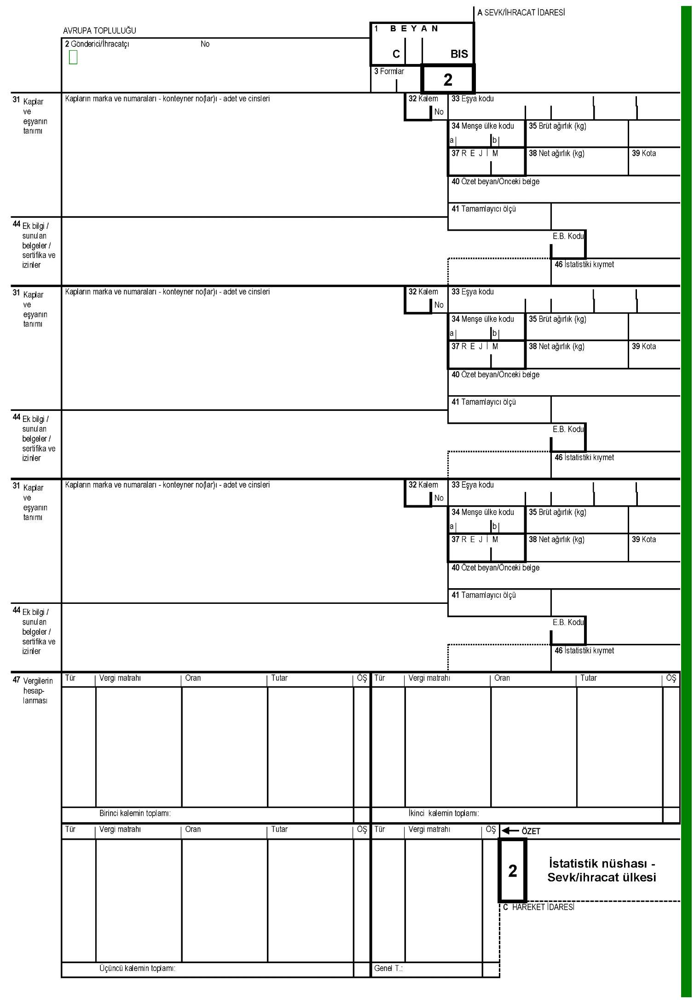 A SEVK/İHRACAT İDARESİ
AVRUPA TOPLULUĞU
1 B E Y A N
2 Gönderici/İhracatçı No
C BIS
3 Formlar
2
31 Kaplar
ve
eşyanın
tanımı
Kapların marka ve numaraları - konteyner no(lar)ı - adet ve cinsleri
32 Kalem
No
33 Eşya kodu
34 Menşe ülke kodu
a b
35 Brüt ağırlık (kg)
37 R E J İ M
38 Net ağırlık (kg)
39 Kota
40 Özet beyan/Önceki belge
41 Tamamlayıcı ölçü
44 Ek bilgi /
sunulan
belgeler /
sertifika ve
izinler
E.B. Kodu
46 İstatistiki kıymet
31 Kaplar
ve
eşyanın
tanımı
Kapların marka ve numaraları - konteyner no(lar)ı - adet ve cinsleri
32 Kalem
No
33 Eşya kodu
34 Menşe ülke kodu
a b
35 Brüt ağırlık (kg)
37 R E J İ M
38 Net ağırlık (kg)
39 Kota
40 Özet beyan/Önceki belge
41 Tamamlayıcı ölçü
44 Ek bilgi /
sunulan
belgeler /
sertifika ve
izinler
E.B. Kodu
46 İstatistiki kıymet
31 Kaplar
ve
eşyanın
tanımı
Kapların marka ve numaraları - konteyner no(lar)ı - adet ve cinsleri
32 Kalem
No
33 Eşya kodu
34 Menşe ülke kodu
a b
35 Brüt ağırlık (kg)
37 R E J İ M
38 Net ağırlık (kg)
39 Kota
40 Özet beyan/Önceki belge
41 Tamamlayıcı ölçü
44 Ek bilgi /
sunulan
belgeler /
sertifika ve
izinler
E.B. Kodu
46 İstatistiki kıymet
47 Vergilerin
hesap-
lanması
Tür Vergi matrahı Oran Tutar ÖŞ Tür Vergi matrahı Oran Tutar ÖŞ
Birinci kalemin toplamı: İkinci kalemin toplamı:
Tür Vergi matrahı Oran Tutar ÖŞ Tür Vergi matrahı ÖŞ ÖZET
2
İstatistik nüshası -
Sevk/ihracat ülkesi
C HAREKET İDARESİ
Üçüncü kalemin toplamı: Genel T.: